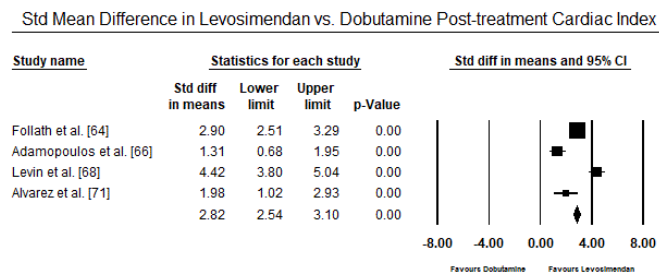 Std Mean Difference in Levosimendan vs. Dobutamine Post-treatment Cardiac Index
Study name Statistics for each study Std diff in means and 95% CI
Std diff Lower Upper
in means limit limit p-Value
Follath et al. [64] 2.90 2.51 3.29 0.00
Adamopoulos et al. [66] 1.31 0.68 1.95 0.00
Levin et al. [68] 4.42 3.80 5.04 0.00
Alvarez et al. [71] 1.98 1.02 2.93 0.00
2.82 2.54 3.10 0.00
-8.00 -4.00 0.00 4.00 8.00
Favours Dobutamine Favours Levosimendan